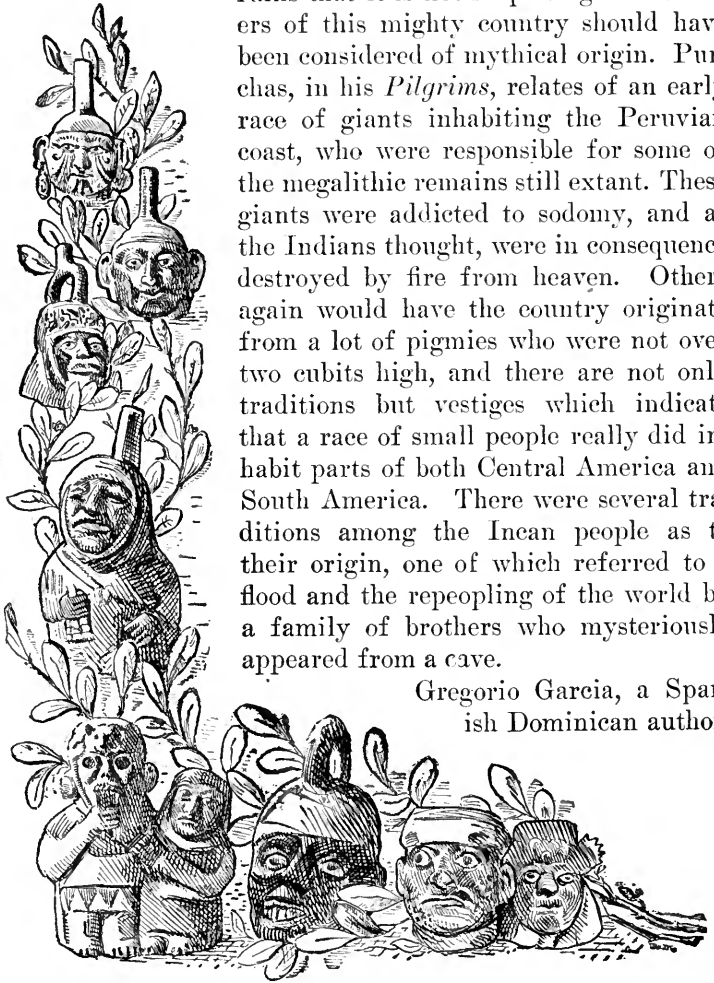 ers of this mighty country should hav
been considered of mythical origin. Pur
chas, in his Pilgrims, relates of an earl
race of giants inhabiting the Peruvian
coast, who were responsible for some o
the megalithic remains still extant. Thes
giants were addicted to sodomy, and a
the Indians thought, were in consequenc
destroyed by fire from heaven. Other
again would have the country originat
from a lot of pigmies who were not ove
two cubits high, and there are not onl
traditions but vestiges which indicat
that a race of small people really did in
habit parts of both Central America an
South America. There were several tra
ditions among the Incan people as t
their origin, one of which referred to
flood and the repeopling of the world b
a family of brothers who mysteriousl
appeared from a cave.
Gregorio Garcia, a Span
ish Dominican autho